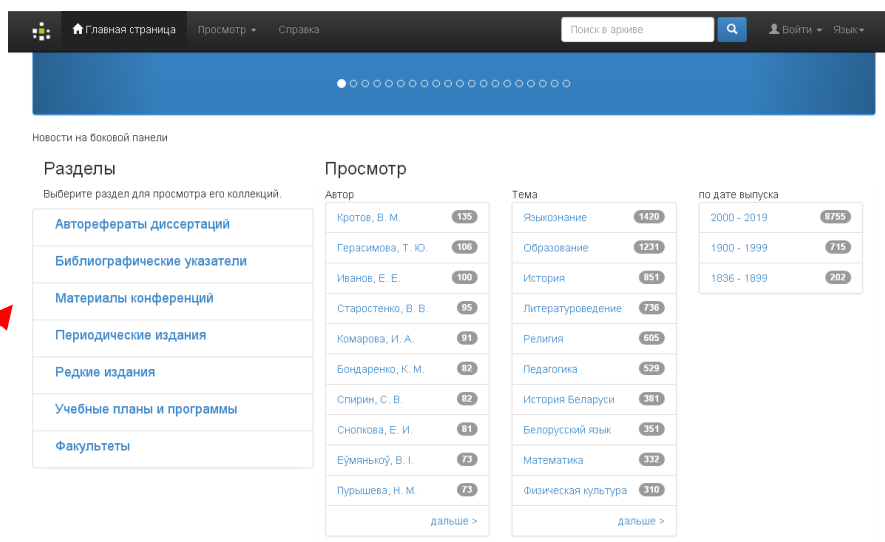 Главная страница Просмотр Справка Поиск в архиве Войти Язык
Новости на боковой панели
Разделы
Выберите раздел для просмотра его коллекций.
Авторефераты диссертаций
Библиографические указатели
Материалы конференций
Периодические издания
Редкие издания
Учебные планы и программы
Факультеты
Просмотр
Автор
Кротов, В. М. 135
Герасимова, Т. Ю. 106
Иванов, Е. Е. 100
Старостенко, В. В. 95
Комарова, И. А. 91
Бондаренко, К. М. 82
Спирин, С. В. 82
Снопкова, Е. И. 81
Еўмянькоў, В. І. 73
Пурышева, Н. М. 73
дальше >
Тема
Языкознание 1420
Образование 1231
История 851
Литературоведение 736
Религия 605
Педагогика 529
История Беларуси 381
Белорусский язык 351
Математика 332
Физическая культура 310
дальше >
по дате выпуска
2000 - 2019 8755
1900 - 1999 715
1836 - 1899 202